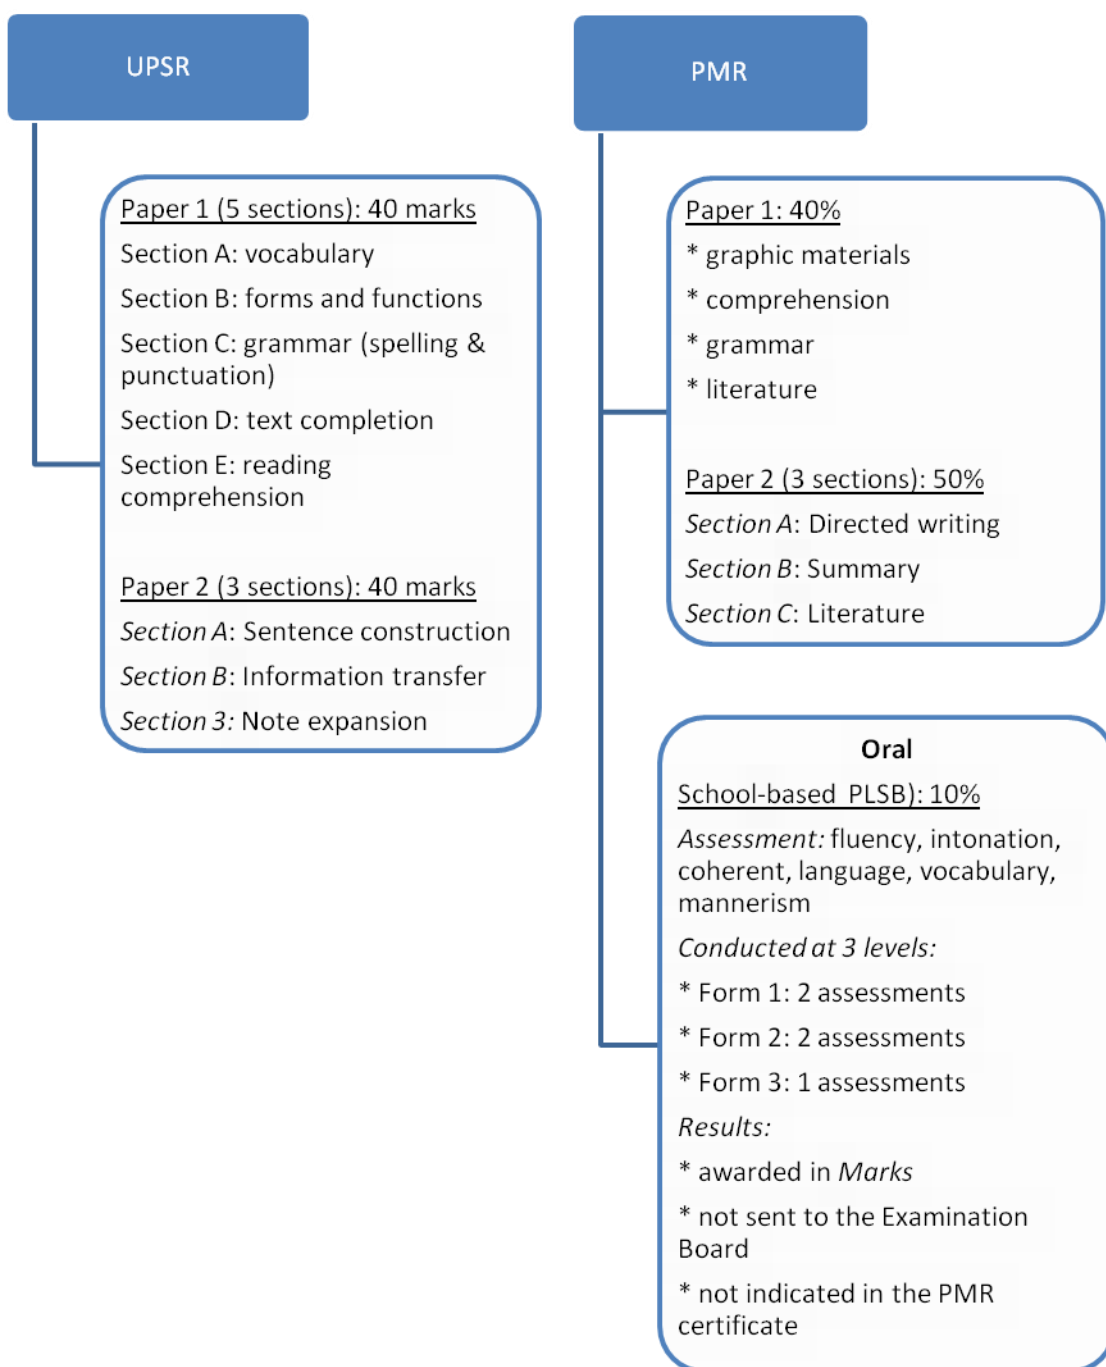 UPSR
Paper 1 (5 sections): 40 marks
Section A: vocabulary
Section B: forms and functions
Section C: grammar (spelling &
punctuation)
Section D: text completion
Section E: reading
comprehension
Paper 2 (3 sections): 40 marks
Section A: Sentence construction
Section B: Information transfer
Section 3: Note expansion
PMR
Paper 1: 40%
* graphic materials
* comprehension
* grammar
* literature
Paper 2 (3 sections): 50%
Section A: Directed writing
Section B: Summary
Section C: Literature
Oral
School-based PLSB): 10%
Assessment: fluency, intonation,
coherent, language, vocabulary,
mannerism
Conducted at 3 levels:
* Form 1: 2 assessments
* Form 2: 2 assessments
* Form 3: 1 assessments
Results:
* awarded in Marks
* not sent to the Examination
Board
* not indicated in the PMR
certificate